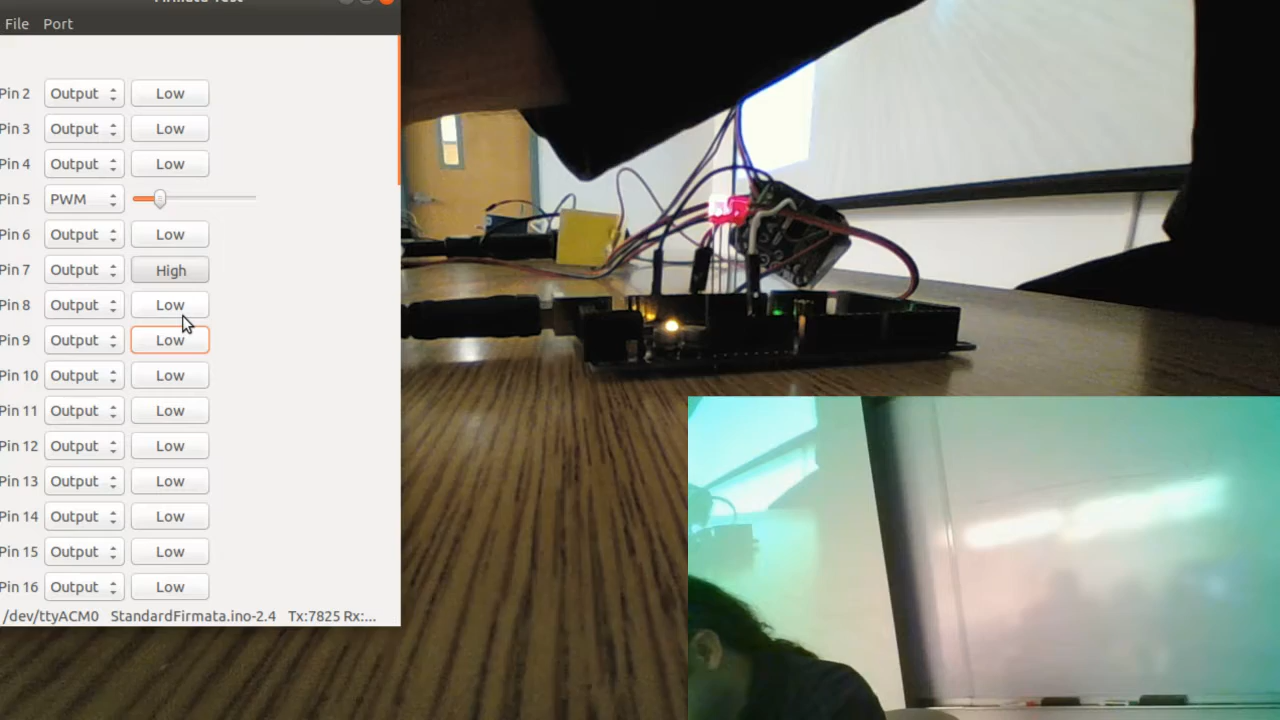 Firmata Test
File Port
Pin 2 Output Low
Pin 3 Output Low
Pin 4 Output Low
Pin 5 PWM
Pin 6 Output Low
Pin 7 Output High
Pin 8 Output Low
Pin 9 Output Low
Pin 10 Output Low
Pin 11 Output Low
Pin 12 Output Low
Pin 13 Output Low
Pin 14 Output Low
Pin 15 Output Low
Pin 16 Output Low
/dev/ttyACM0 StandardFirmata.ino-2.4 Tx:7825 Rx:...